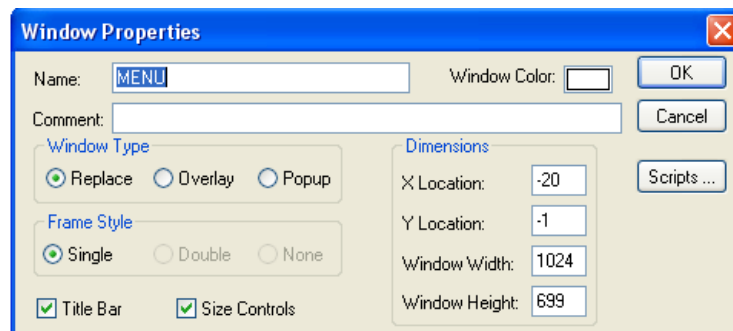 Window Properties
Name: MENU Window Color: OK
Comment: Cancel
Window Type Dimensions
Replace Overlay Popup X Location: -20 Scripts ...
Frame Style Y Location: -1
Single Double None Window Width: 1024
Title Bar Size Controls Window Height: 699